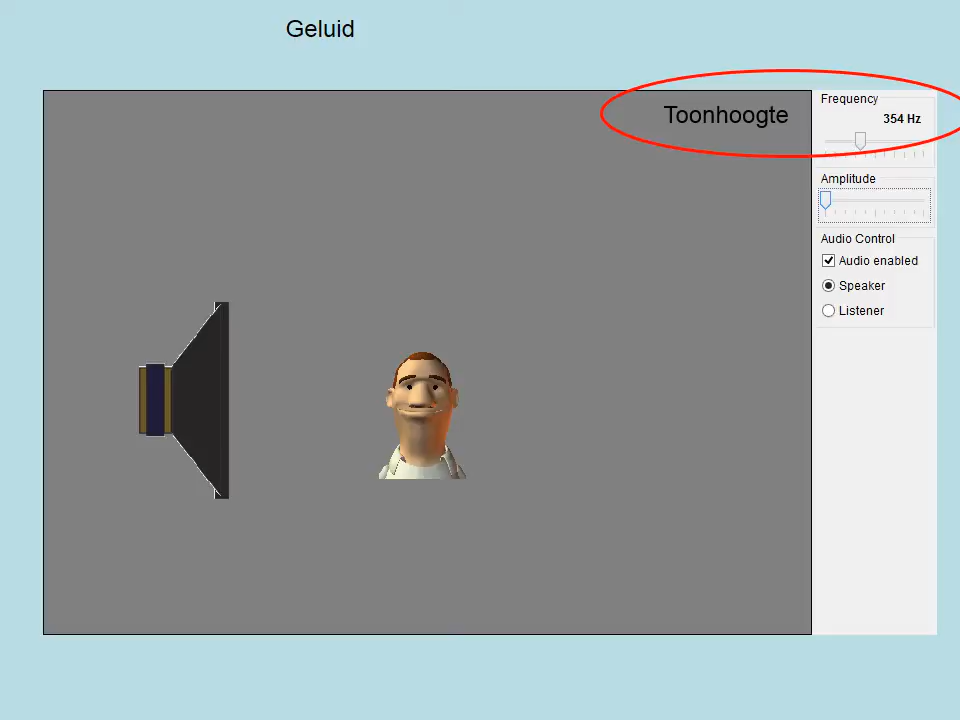 Geluid
Toonhoogte
Frequency
354 Hz
Amplitude
Audio Control
Audio enabled
Speaker
Listener